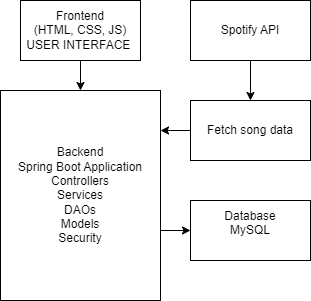 Frontend
(HTML, CSS, JS)
USER INTERFACE
Spotify API
Fetch song data
Backend
Spring Boot Application
Controllers
Services
DAOs
Models
Security
Database
MySQL